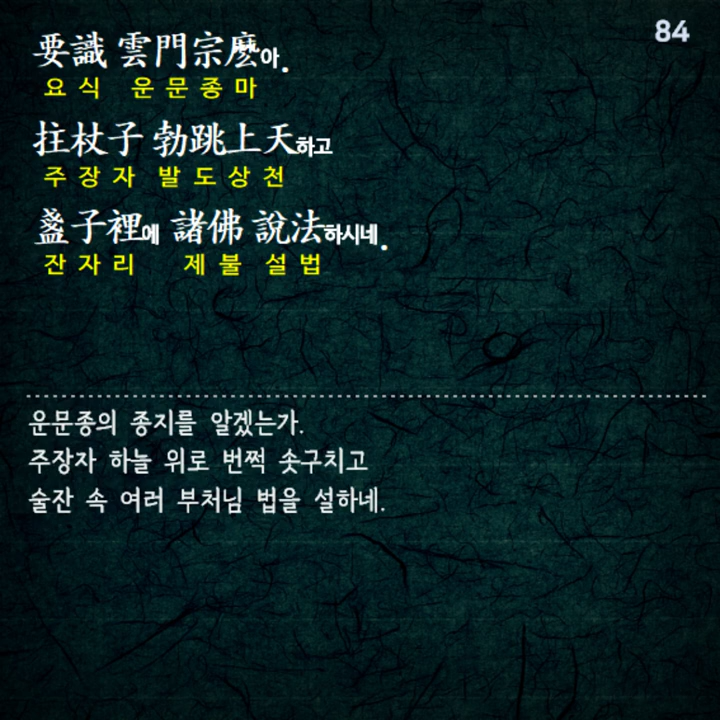 84
要識 雲門宗麽아.
요 식 운 문 종 마
拄杖子 勃跳上天하고
주 장 자 발 도 상 천
盞子裡에 諸佛 說法하시네.
잔 자 리 제 불 설 법
운문종의 종지를 알겠는가.
주장자 하늘 위로 번쩍 솟구치고
술잔 속 여러 부처님 법을 설하네.